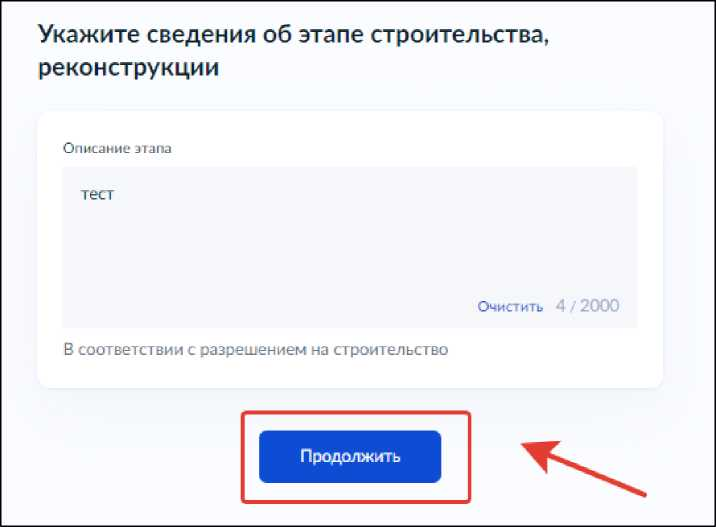 Укажите сведения об этапе строительства,
реконструкции
Описание этапа
тест
Очистить 4 / 2000
В соответствии с разрешением на строительство
Продолжить